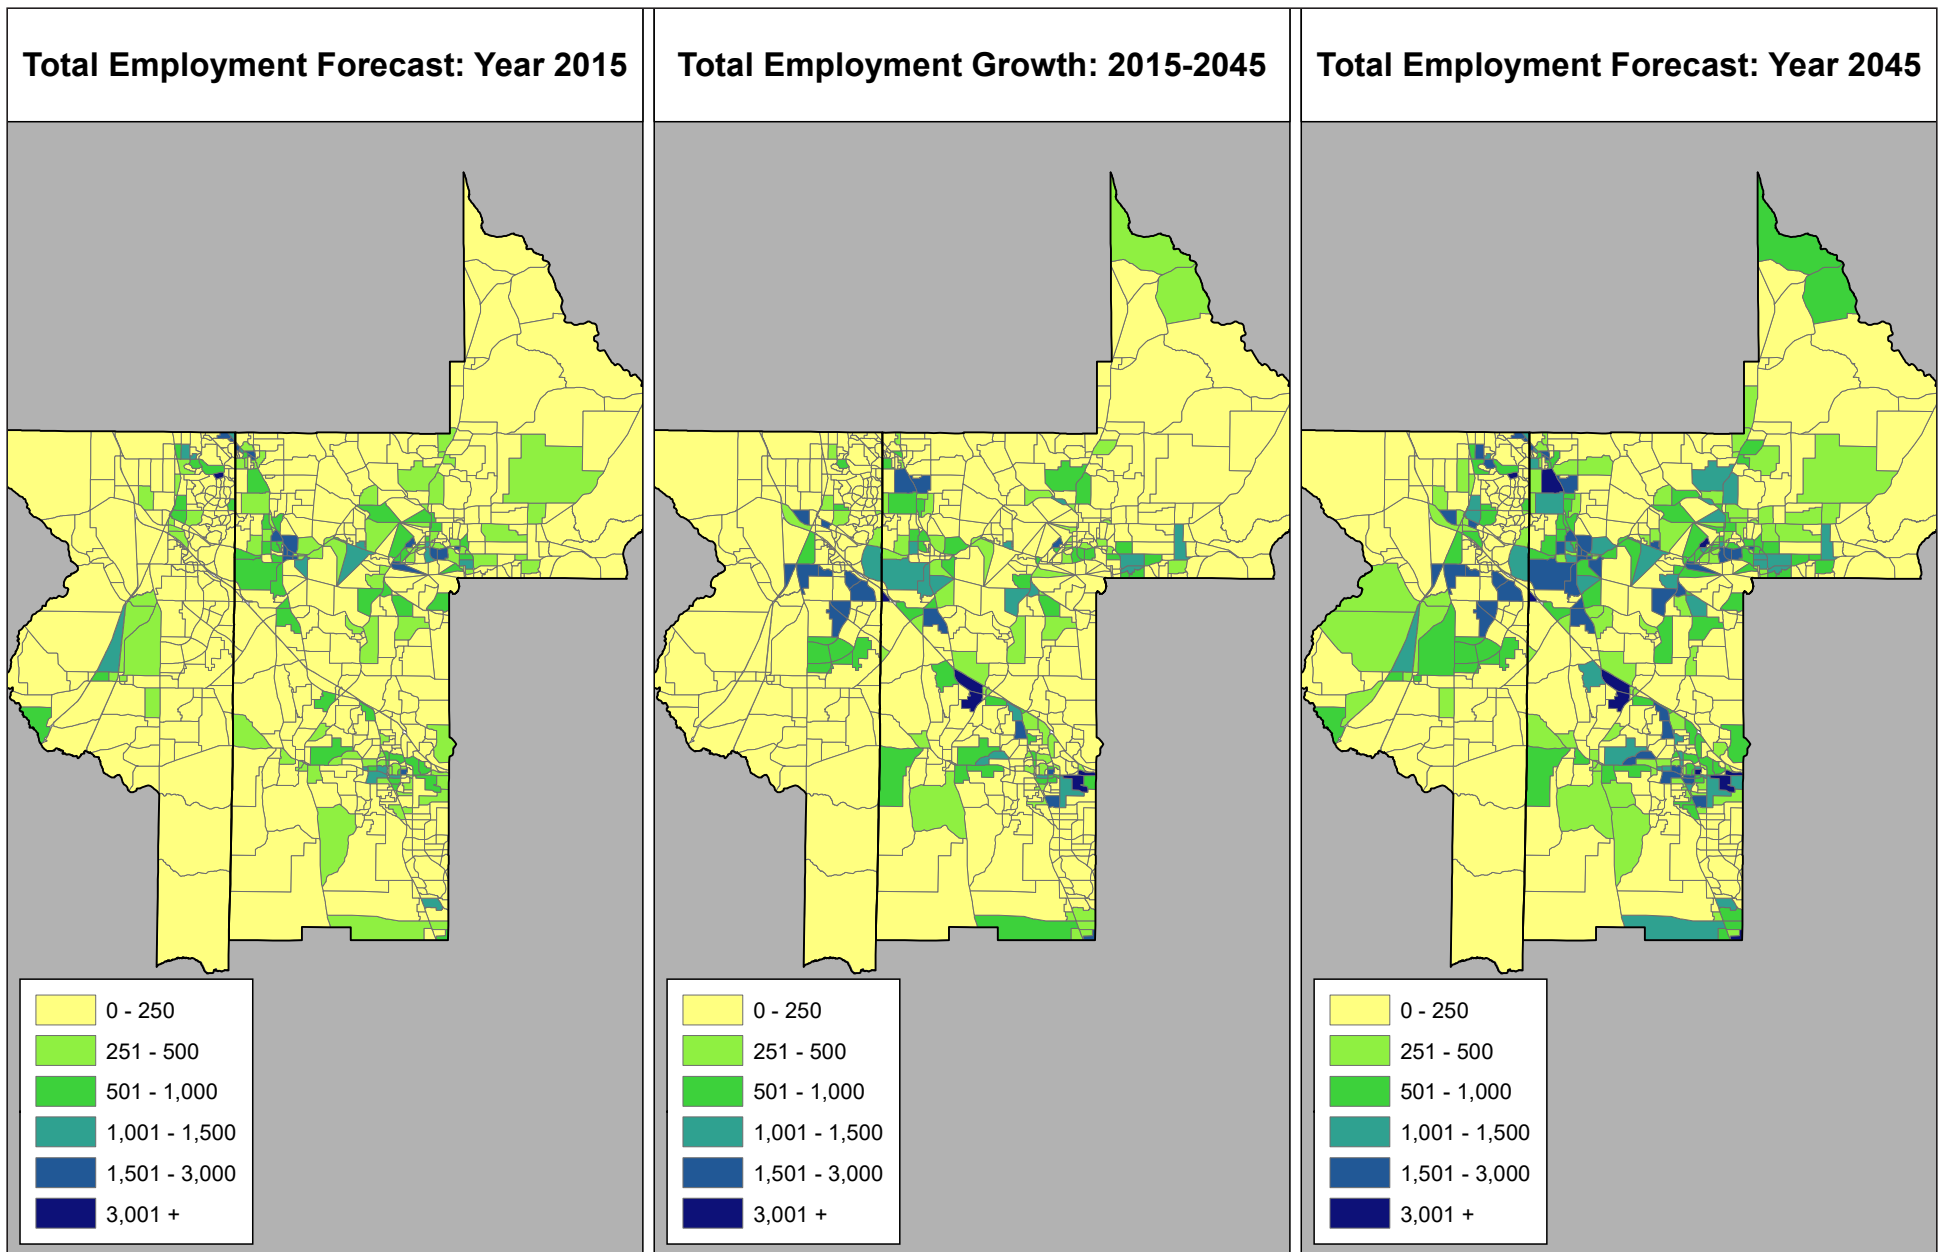 Total Employment Forecast: Year 2015
Total Employment Growth: 2015-2045
Total Employment Forecast: Year 2045
0 - 250
251 - 500
501 - 1,000
1,001 - 1,500
1,501 - 3,000
3,001 +
0 - 250
251 - 500
501 - 1,000
1,001 - 1,500
1,501 - 3,000
3,001 +
0 - 250
251 - 500
501 - 1,000
1,001 - 1,500
1,501 - 3,000
3,001 +